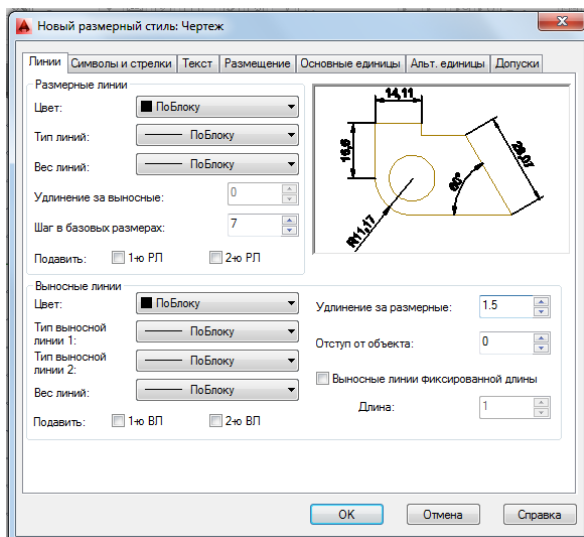 Новый размерный стиль: Чертеж
Линии Символы и стрелки Текст Размещение Основные единицы Альт. единицы Допуски
Размерные линии
Цвет: ПоБлоку
Тип линий: ПоБлоку
Вес линий: ПоБлоку
Удлинение за выносные: 0
Шаг в базовых размерах: 7
Подавить: 1-ю РЛ 2-ю РЛ
14,11
16,6
28,07
60°
R11,17
Выносные линии
Цвет: ПоБлоку
Тип выносной
линии 1: ПоБлоку
Тип выносной
линии 2: ПоБлоку
Вес линий: ПоБлоку
Подавить: 1-ю ВЛ 2-ю ВЛ
Удлинение за размерные: 1.5
Отступ от объекта: 0
Выносные линии фиксированной длины
Длина: 1
OK Отмена Справка